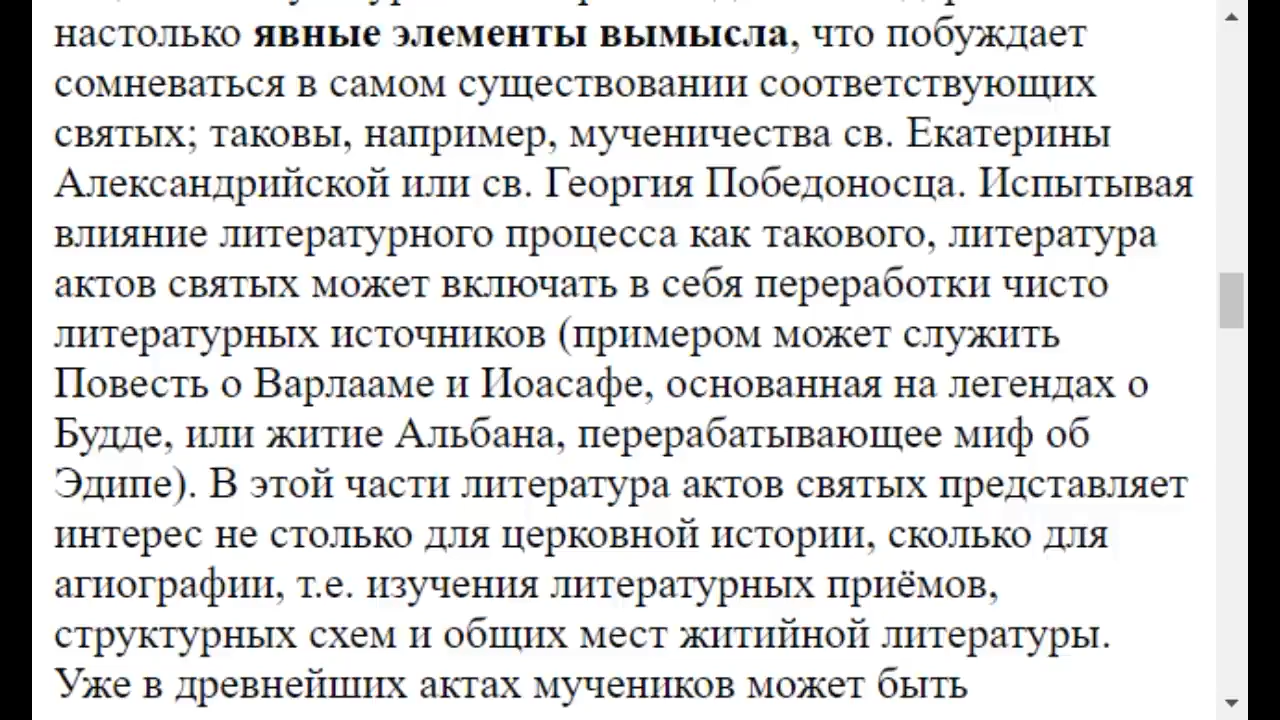 настолько явные элементы вымысла, что побуждает
сомневаться в самом существовании соответствующих
святых; таковы, например, мученичества св. Екатерины
Александрийской или св. Георгия Победоносца. Испытывая
влияние литературного процесса как такового, литература
актов святых может включать в себя переработки чисто
литературных источников (примером может служить
Повесть о Варлааме и Иоасафе, основанная на легендах о
Будде, или житие Альбана, перерабатывающее миф об
Эдипе). В этой части литература актов святых представляет
интерес не столько для церковной истории, сколько для
агиографии, т.е. изучения литературных приёмов,
структурных схем и общих мест житийной литературы.
Уже в древнейших актах мучеников может быть